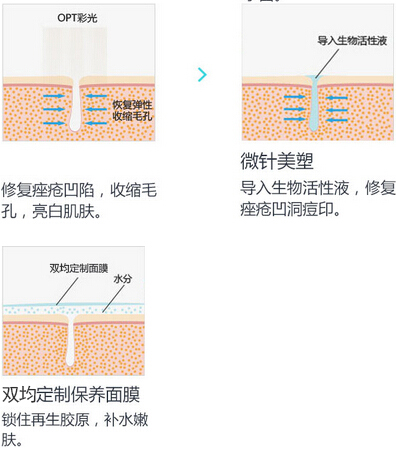 OPT彩光
恢复弹性
收缩毛孔
修复痤疮凹陷，收缩毛
孔，亮白肌肤。
导入生物活性液
微针美塑
导入生物活性液，修复
痤疮凹洞痘印。
双均定制面膜
水分
双均定制保养面膜
锁住再生胶原，补水嫩
肤。